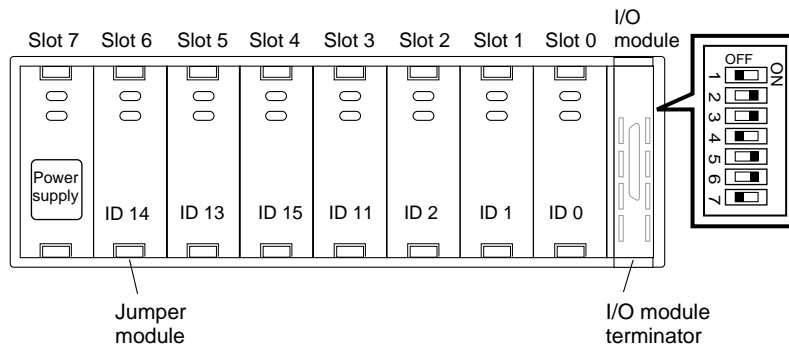 I/O
module
Slot 7 Slot 6 Slot 5 Slot 4 Slot 3 Slot 2 Slot 1 Slot 0
OFF
ON
1
2
3
4
5
6
7
Power
supply
ID 14 ID 13 ID 15 ID 11 ID 2 ID 1 ID 0
Jumper
module
I/O module
terminator